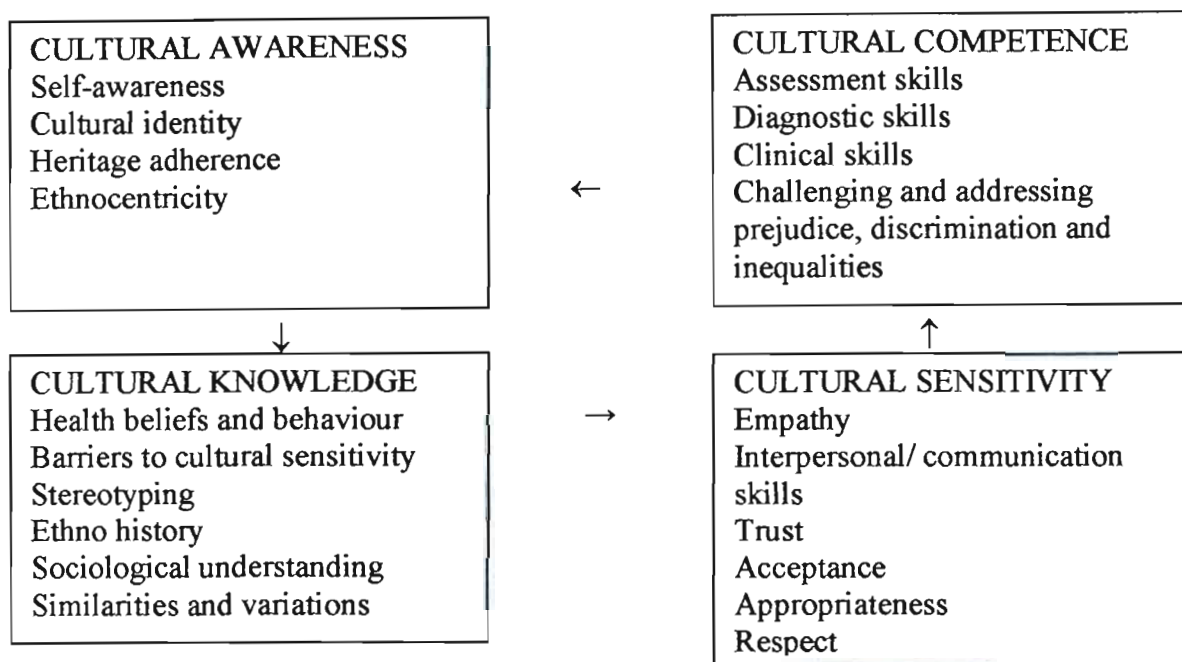 CULTURAL AWARENESS
Self-awareness
Cultural identity
Heritage adherence
Ethnocentricity
←
CULTURAL COMPETENCE
Assessment skills
Diagnostic skills
Clinical skills
Challenging and addressing
prejudice, discrimination and
inequalities
↓
↑
CULTURAL KNOWLEDGE
Health beliefs and behaviour
Barriers to cultural sensitivity
Stereotyping
Ethno history
Sociological understanding
Similarities and variations
→
CULTURAL SENSITIVITY
Empathy
Interpersonal/ communication
skills
Trust
Acceptance
Appropriateness
Respect